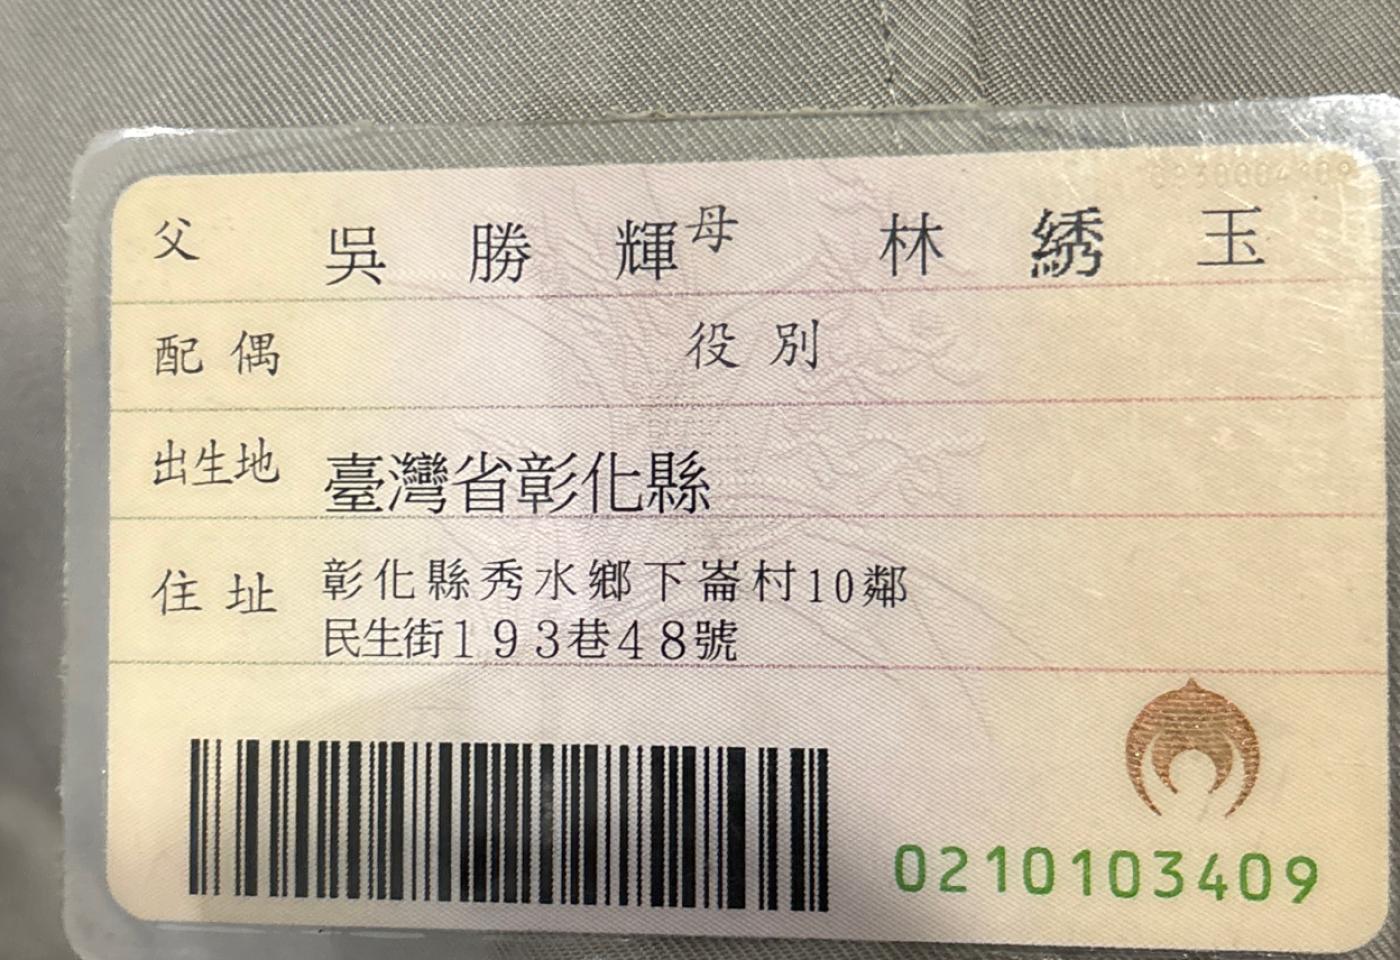 父 吳勝輝 母 林綉玉
配偶 役別
出生地 臺灣省彰化縣
住址 彰化縣秀水鄉下崙村10鄰
民生街193巷48號
0210103409